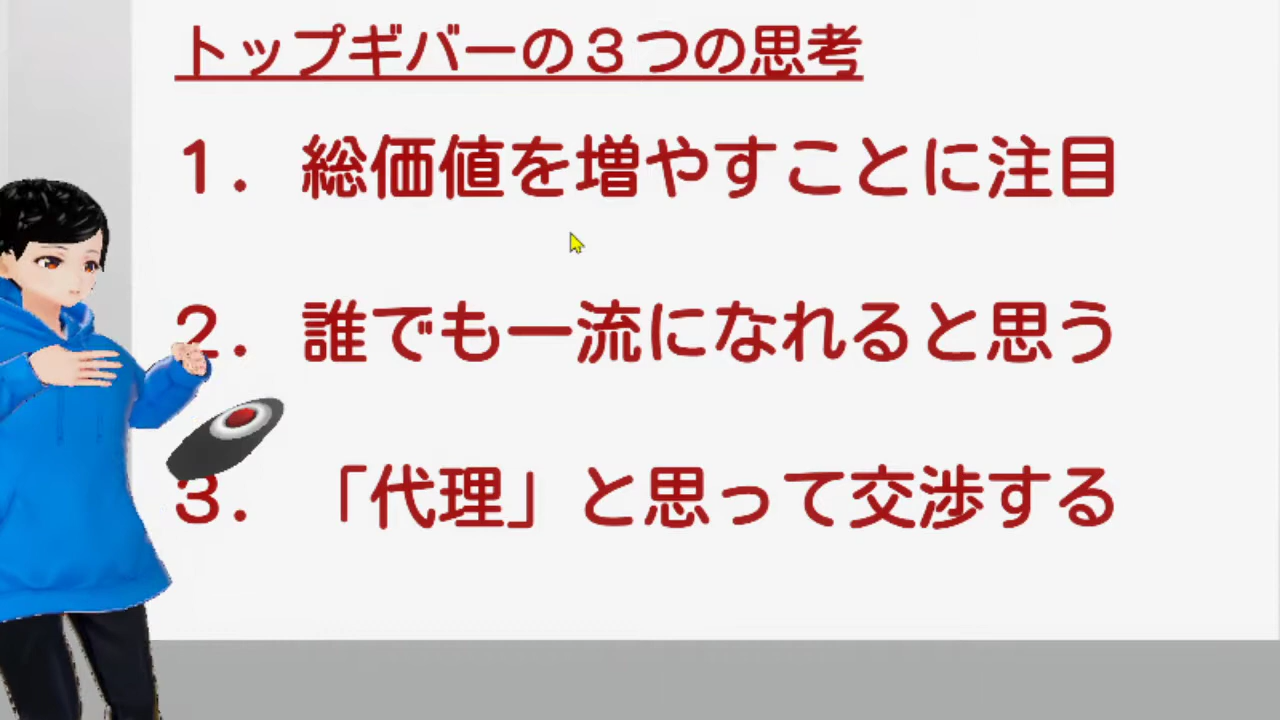 トップギバーの３つの思考
１． 総価値を増やすことに注目
２． 誰でも一流になれると思う
３． 「代理」と思って交渉する